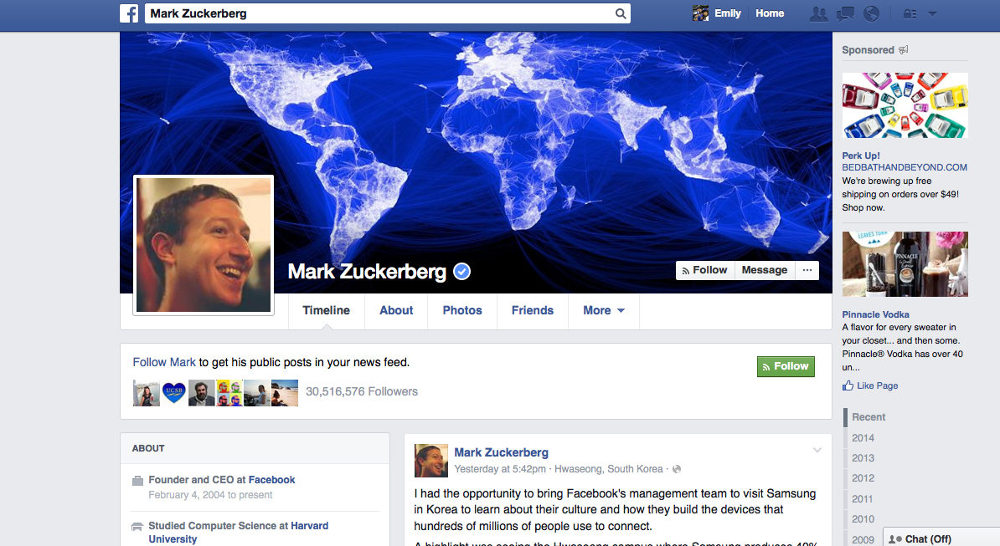 f
Mark Zuckerberg
Emily
Home
Mark Zuckerberg
Follow
Message
...
Timeline
About
Photos
Friends
More
Follow Mark to get his public posts in your news feed.
Follow
UCSB
30,516,576 Followers
ABOUT
Founder and CEO at Facebook
February 4, 2004 to present
Studied Computer Science at Harvard
University
Mark Zuckerberg
Yesterday at 5:42pm · Hwaseong, South Korea ·
I had the opportunity to bring Facebook's management team to visit Samsung
in Korea to learn about their culture and how they build the devices that
hundreds of millions of people use to connect.
A highlight was seeing the Hwaseong campus where Samsung produces 40%
Sponsored
Perk Up!
BEDBATHANDBEYOND.COM
We're brewing up free
shipping on orders over $49!
Shop now.
LEAVES TURN
PINNACLE
Pinnacle Vodka
A flavor for every sweater in
your closet... and then some.
Pinnacle® Vodka has over 40
un...
Like Page
Recent
2014
2013
2012
2011
2010
2009
Chat (Off)